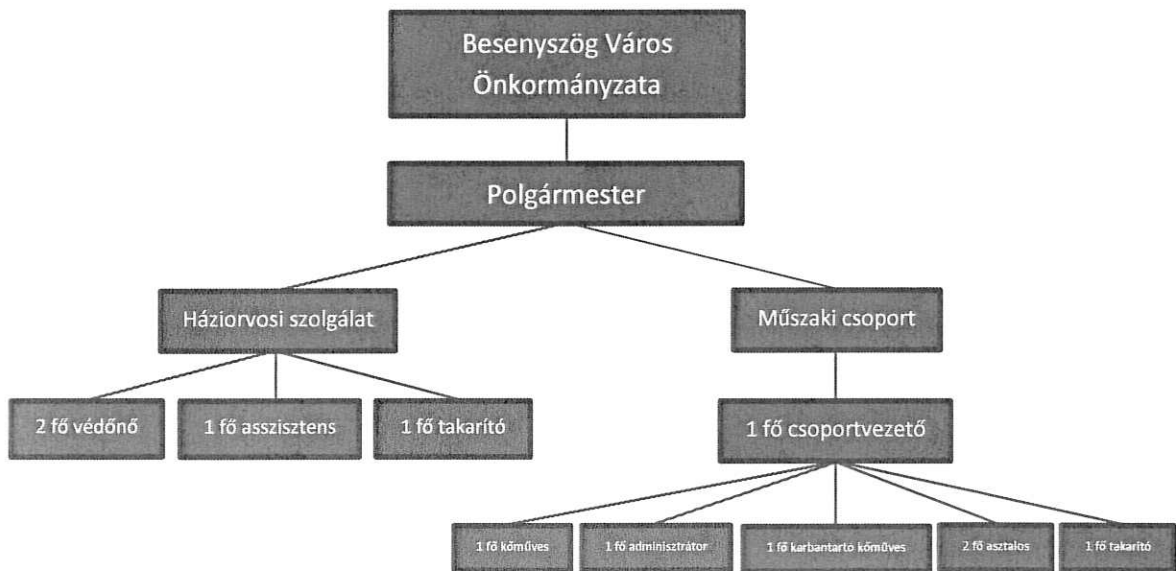 Besenyszög Város
Önkormányzata
Polgármester
Háziorvosi szolgálat
Műszaki csoport
2 fő védőnő
1 fő asszisztens
1 fő takarító
1 fő csoportvezető
1 fő kőműves
1 fő adminisztrátor
1 fő karbantartó kőműves
2 fő asztalos
1 fő takarító